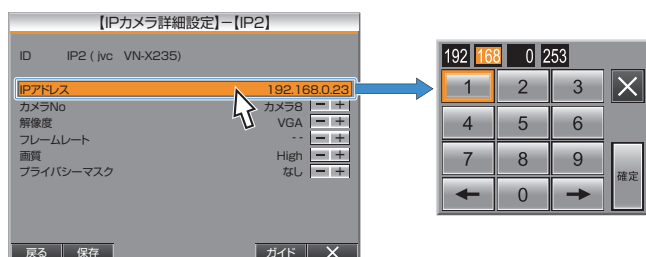 【IPカメラ詳細設定】－【IP2】
ID IP2 ( jvc VN-X235)
IPアドレス 192.168.0.23
カメラNo カメラ8 － ＋
解像度 VGA － ＋
フレームレート - - － ＋
画質 High － ＋
プライバシーマスク なし － ＋
戻る 保存 ガイド ×
192 168 0 253
1 2 3 ×
4 5 6
7 8 9 確定
← 0 →